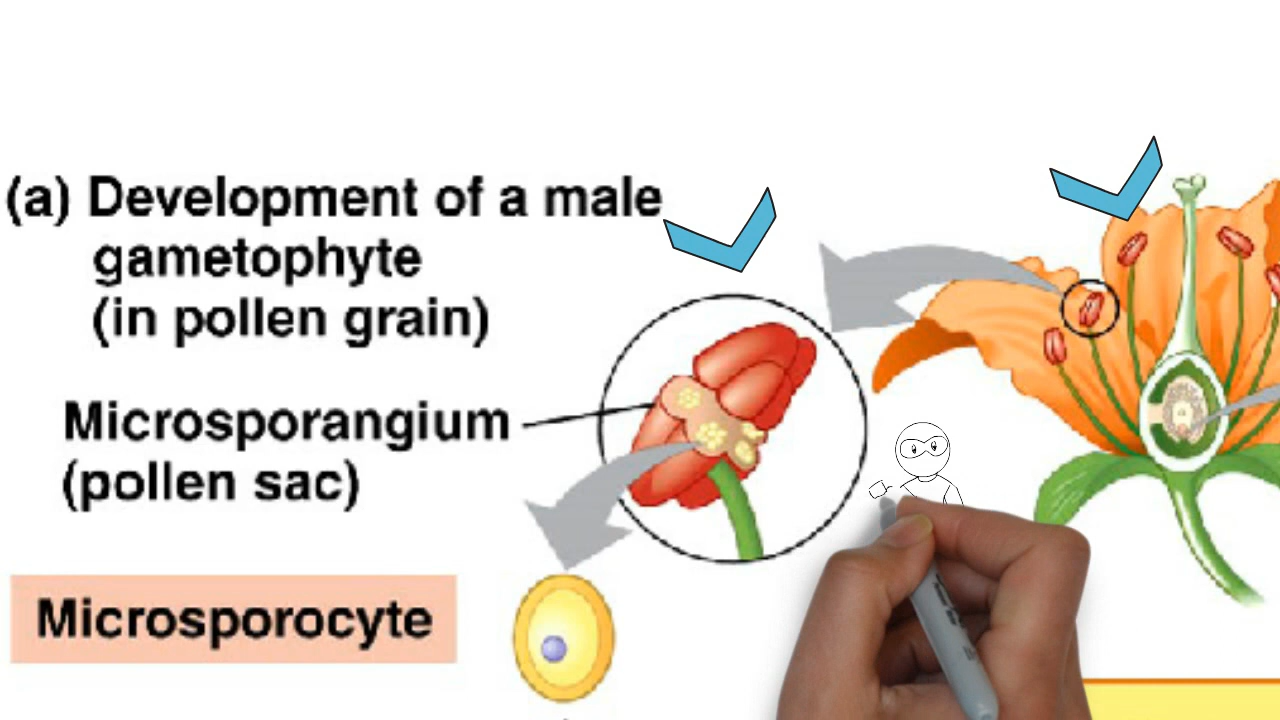 (a) Development of a male
gametophyte
(in pollen grain)
Microsporangium
(pollen sac)
Microsporocyte